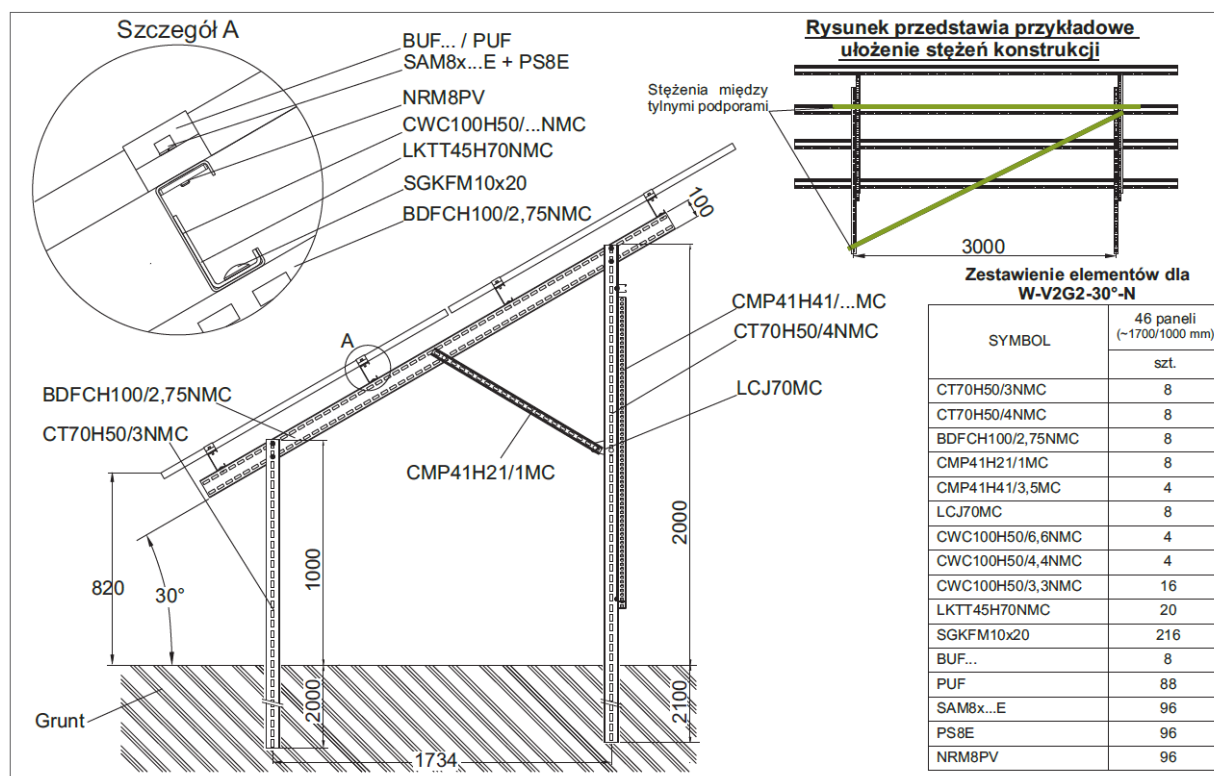 Szczegół A
BUF... / PUF
SAM8x...E + PS8E
NRM8PV
CWC100H50/...NMC
LKTT45H70NMC
SGKFM10x20
BDFCH100/2,75NMC
100
A
BDFCH100/2,75NMC
CT70H50/3NMC
CMP41H21/1MC
CMP41H41/...MC
CT70H50/4NMC
LCJ70MC
820
30°
1000
2000
2000
2100
1734
Grunt
Rysunek przedstawia przykładowe
ułożenie stężeń konstrukcji
Stężenia między
tylnymi podporami
3000
Zestawienie elementów dla
W-V2G2-30°-N
SYMBOL
46 paneli
(~1700/1000 mm)
szt.
CT70H50/3NMC 8
CT70H50/4NMC 8
BDFCH100/2,75NMC 8
CMP41H21/1MC 8
CMP41H41/3,5MC 4
LCJ70MC 8
CWC100H50/6,6NMC 4
CWC100H50/4,4NMC 4
CWC100H50/3,3NMC 16
LKTT45H70NMC 20
SGKFM10x20 216
BUF... 8
PUF 88
SAM8x...E 96
PS8E 96
NRM8PV 96